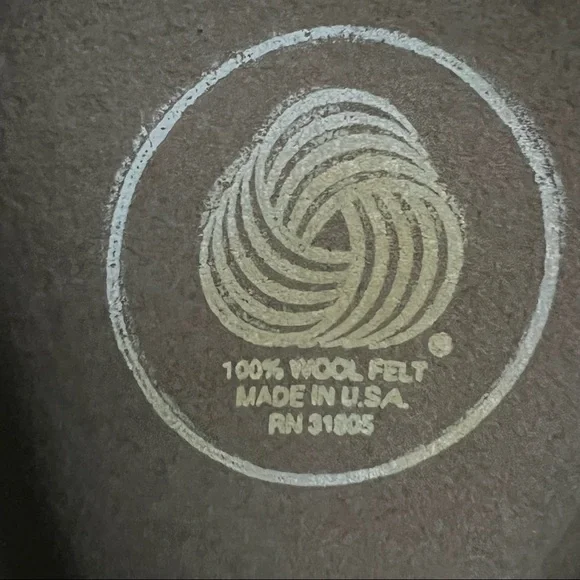 ®
100% WOOL FELT
MADE IN U.S.A.
RN 31805